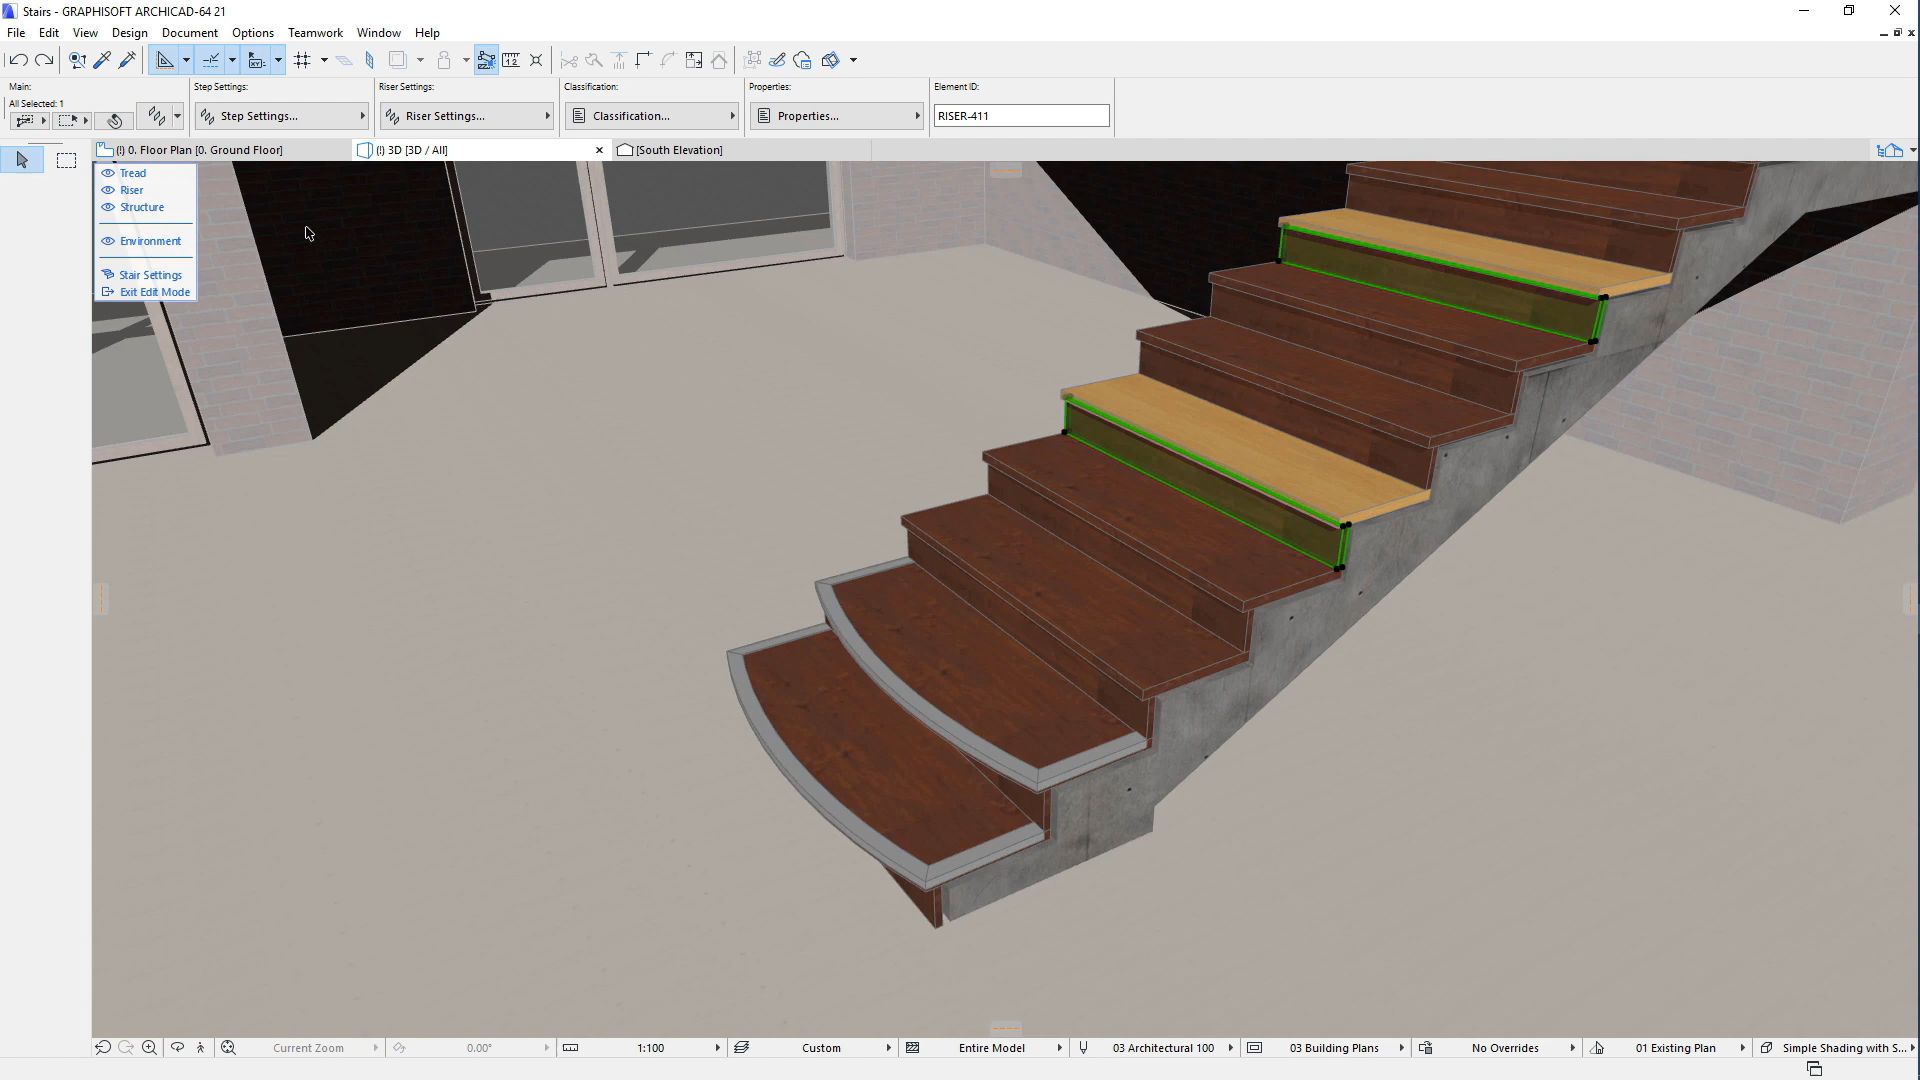 Stairs - GRAPHISOFT ARCHICAD-64 21
File Edit View Design Document Options Teamwork Window Help
Main:
All Selected: 1
Step Settings:
Step Settings...
Riser Settings:
Riser Settings...
Classification:
Classification...
Properties:
Properties...
Element ID:
RISER-411
(!) 0. Floor Plan [0. Ground Floor]
(!) 3D [3D / All]
[South Elevation]
Tread
Riser
Structure
Environment
Stair Settings
Exit Edit Mode
Current Zoom 0.00° 1:100 Custom Entire Model 03 Architectural 100 03 Building Plans No Overrides 01 Existing Plan Simple Shading with S...